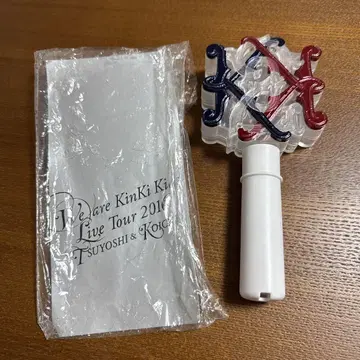 We are KinKi Ki
Live Tour 2016
TSUYOSHI & KOIC